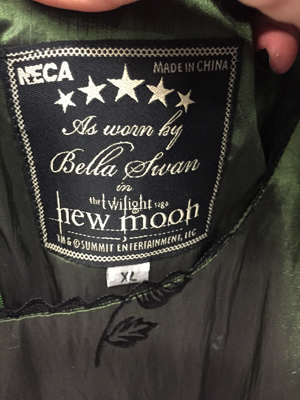 NECA
MADE IN CHINA
As worn by
Bella Swan
in
the twilight saga
new moon
TM & © SUMMIT ENTERTAINMENT, LLC
XL